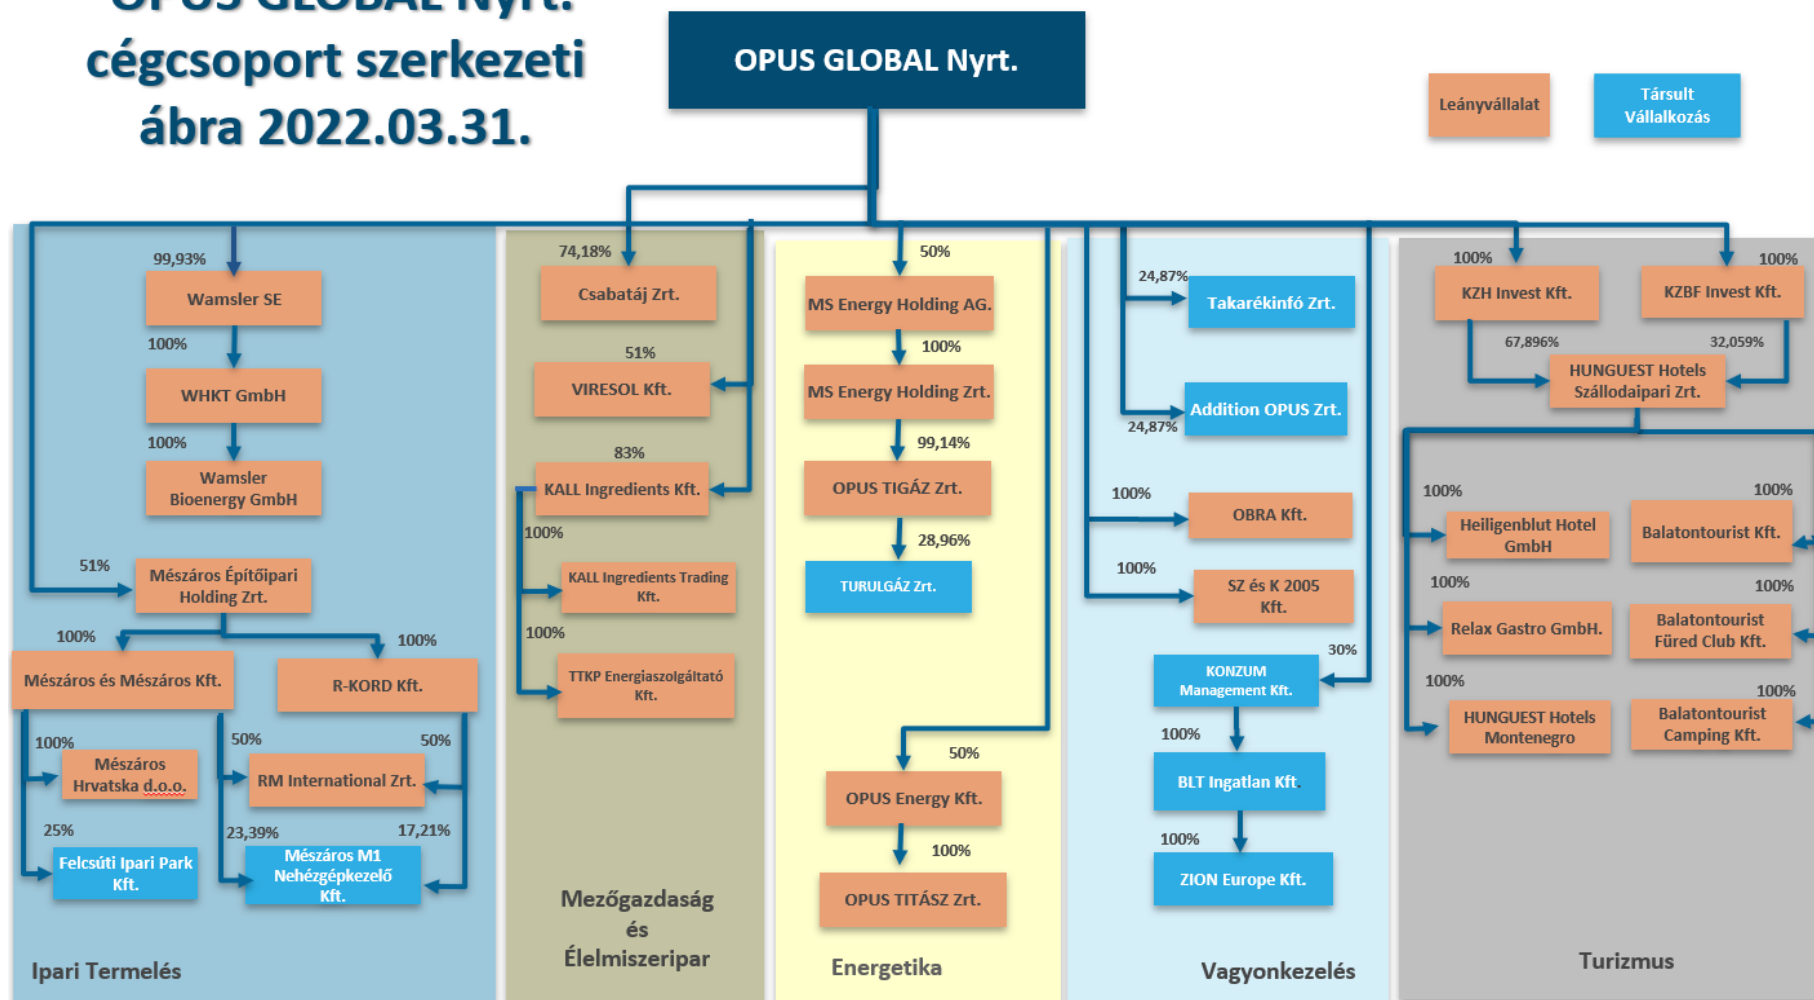 OPUS GLOBAL Nyrt.
cégcsoport szerkezeti
ábra 2022.03.31.
OPUS GLOBAL Nyrt.
Leányvállalat
Társult
Vállalkozás
99,93%
Wamsler SE
100%
WHKT GmbH
100%
Wamsler
Bioenergy GmbH
51%
Mészáros Építőipari
Holding Zrt.
100%
100%
Mészáros és Mészáros Kft.
R-KORD Kft.
100%
50%
50%
Mészáros
Hrvatska d.o.o.
RM International Zrt.
25%
23,39%
17,21%
Felcsúti Ipari Park
Kft.
Mészáros M1
Nehézgépkezelő
Kft.
Ipari Termelés
74,18%
Csabatáj Zrt.
51%
VIRESOL Kft.
83%
KALL Ingredients Kft.
100%
KALL Ingredients Trading
Kft.
100%
TTKP Energiaszolgáltató
Kft.
Mezőgazdaság
és
Élelmiszeripar
50%
MS Energy Holding AG.
100%
MS Energy Holding Zrt.
99,14%
OPUS TIGÁZ Zrt.
28,96%
TURULGÁZ Zrt.
50%
OPUS Energy Kft.
100%
OPUS TITÁSZ Zrt.
Energetika
24,87%
Takarékinfó Zrt.
Addition OPUS Zrt.
24,87%
100%
OBRA Kft.
100%
SZ és K 2005
Kft.
30%
KONZUM
Management Kft.
100%
BLT Ingatlan Kft.
100%
ZION Europe Kft.
Vagyonkezelés
100%
100%
KZH Invest Kft.
KZBF Invest Kft.
67,896%
32,059%
HUNGUEST Hotels
Szállodaipari Zrt.
100%
100%
Heiligenblut Hotel
GmbH
Balatontourist Kft.
100%
100%
Relax Gastro GmbH.
Balatontourist
Füred Club Kft.
100%
100%
HUNGUEST Hotels
Montenegro
Balatontourist
Camping Kft.
Turizmus